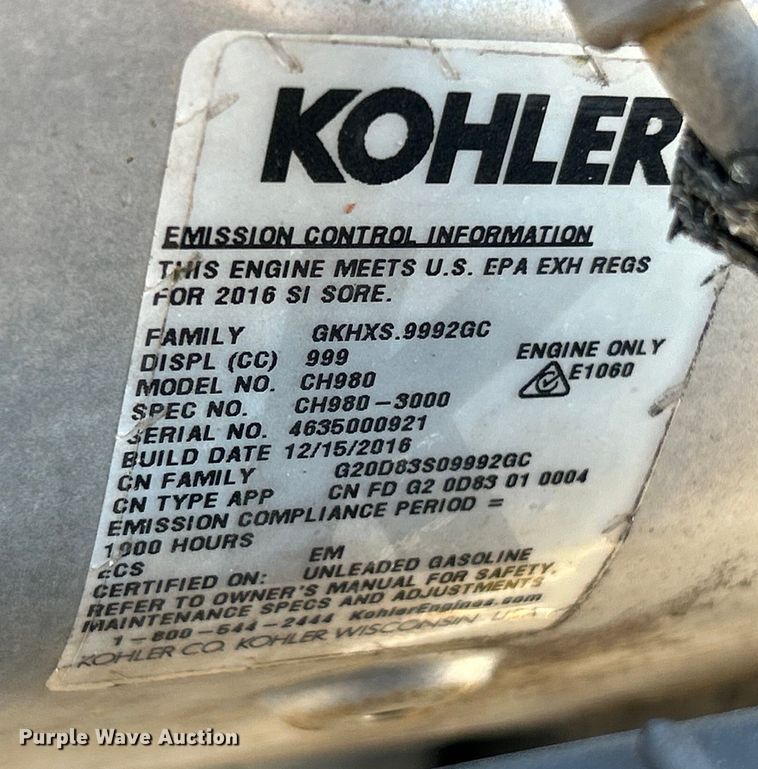 KOHLER
EMISSION CONTROL INFORMATION
THIS ENGINE MEETS U.S. EPA EXH REGS
FOR 2016 SI SORE.
FAMILY GKHXS.9992GC
DISPL (CC) 999
MODEL NO. CH980
SPEC NO. CH980-3000
SERIAL NO. 4635000921
BUILD DATE 12/15/2016
CN FAMILY G20D83S09992GC
CN TYPE APP CN FD G2 0D83 01 0004
ENGINE ONLY
E1060
EMISSION COMPLIANCE PERIOD =
1000 HOURS
ECS EM
CERTIFIED ON: UNLEADED GASOLINE
REFER TO OWNER'S MANUAL FOR SAFETY,
MAINTENANCE SPECS AND ADJUSTMENTS
1-800-544-2444 KohlerEngines.com
KOHLER CO. KOHLER WISCONSIN USA
Purple Wave Auction